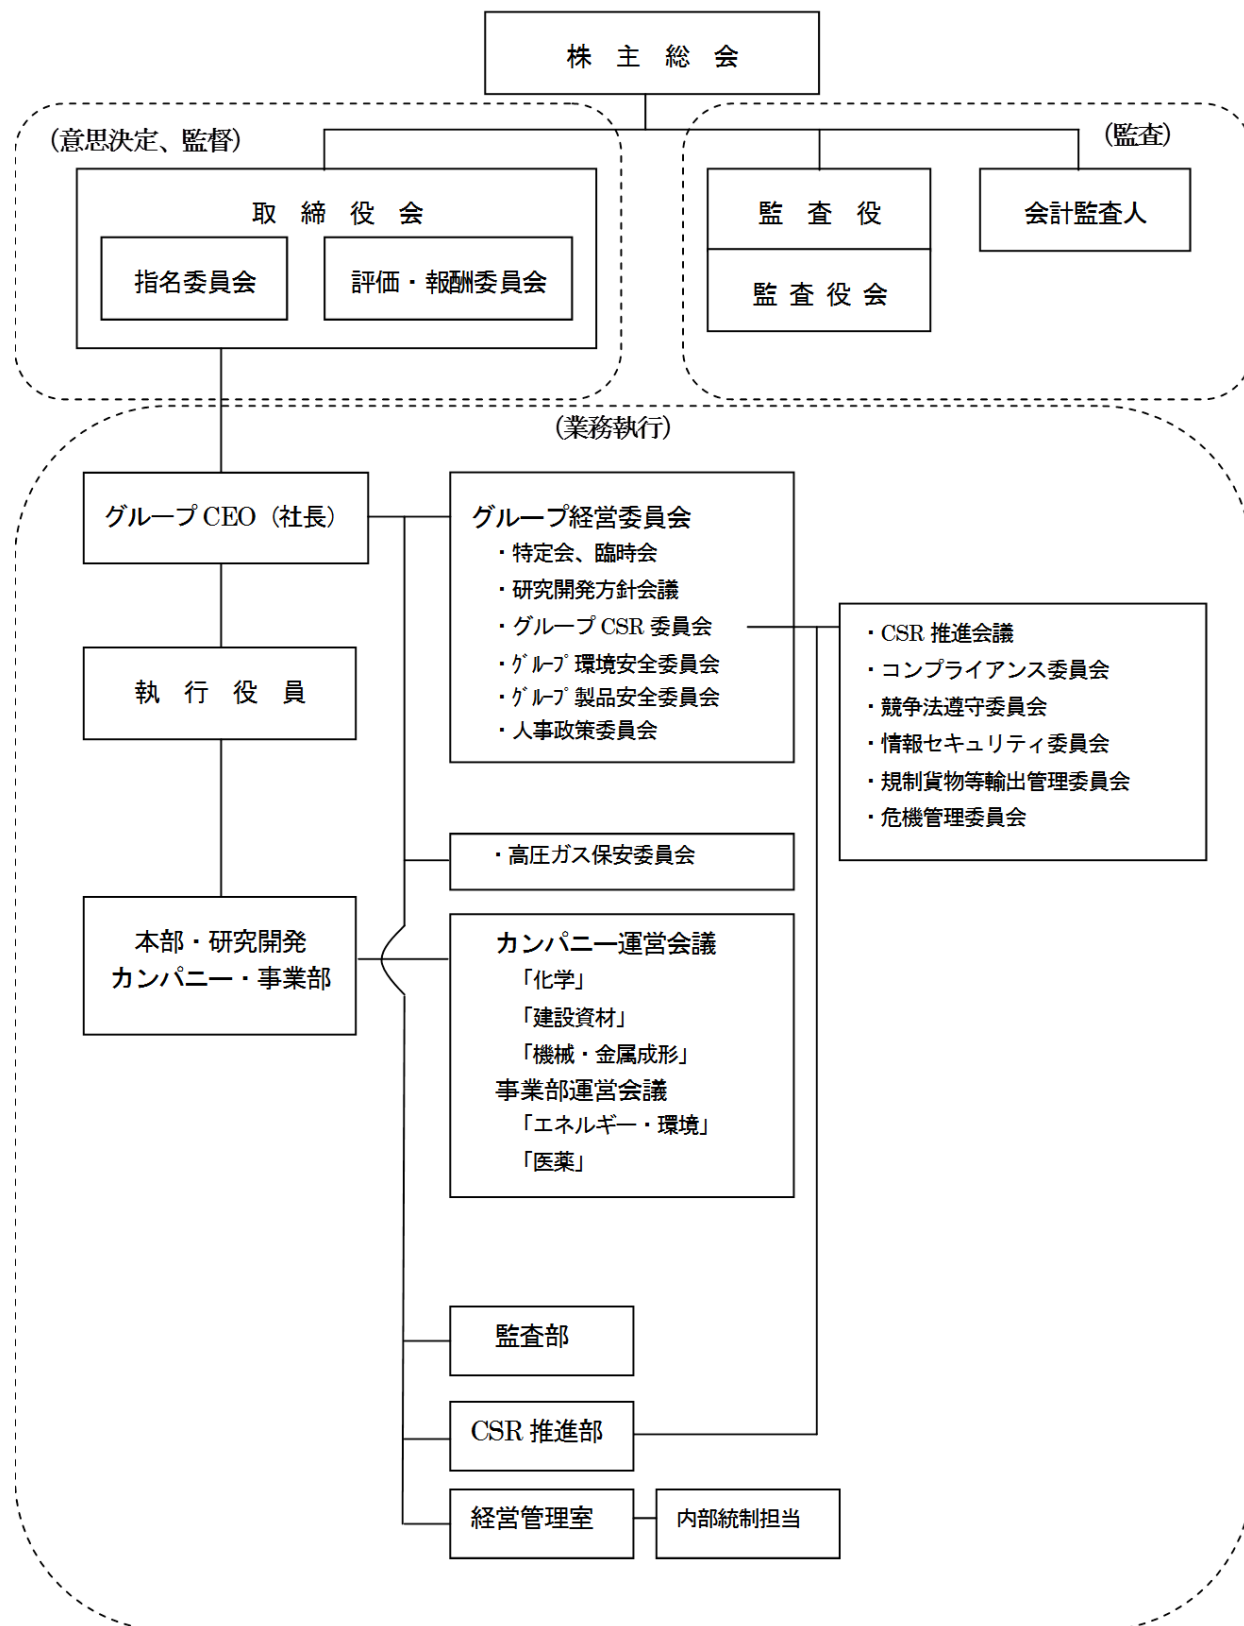 株主総会
(意思決定、監督)
(監査)
取締役会
指名委員会
評価・報酬委員会
監査役
監査役会
会計監査人
(業務執行)
グループCEO（社長）
グループ経営委員会
・特定会、臨時会
・研究開発方針会議
・グループCSR委員会
・ｸﾞﾙｰﾌﾟ環境安全委員会
・ｸﾞﾙｰﾌﾟ製品安全委員会
・人事政策委員会
・CSR推進会議
・コンプライアンス委員会
・競争法遵守委員会
・情報セキュリティ委員会
・規制貨物等輸出管理委員会
・危機管理委員会
執行役員
・高圧ガス保安委員会
本部・研究開発
カンパニー・事業部
カンパニー運営会議
「化学」
「建設資材」
「機械・金属成形」
事業部運営会議
「エネルギー・環境」
「医薬」
監査部
CSR推進部
経営管理室
内部統制担当